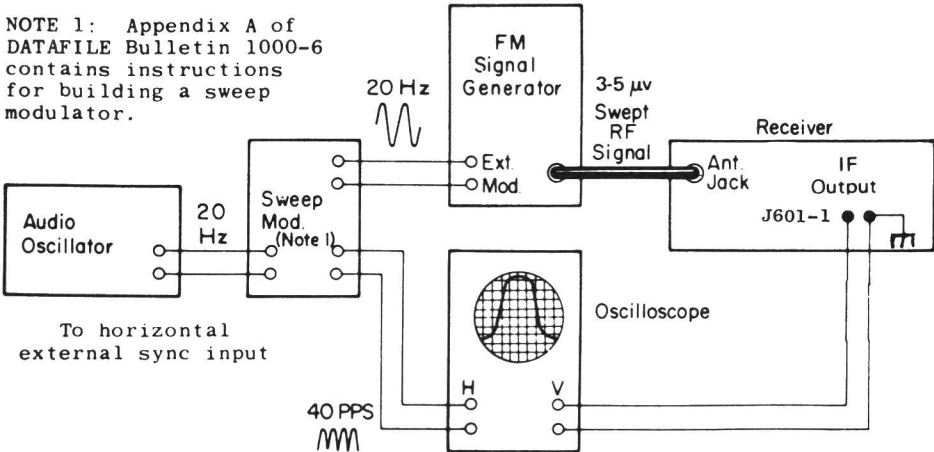 NOTE 1: Appendix A of
DATAFILE Bulletin 1000-6
contains instructions
for building a sweep
modulator.
20 Hz
FM
Signal
Generator
Ext.
Mod.
3-5 μv
Swept
RF
Signal
Receiver
Ant.
Jack
IF
Output
J601-1
Audio
Oscillator
20
Hz
Sweep
Mod.
(Note 1)
To horizontal
external sync input
Oscilloscope
H
V
40 PPS